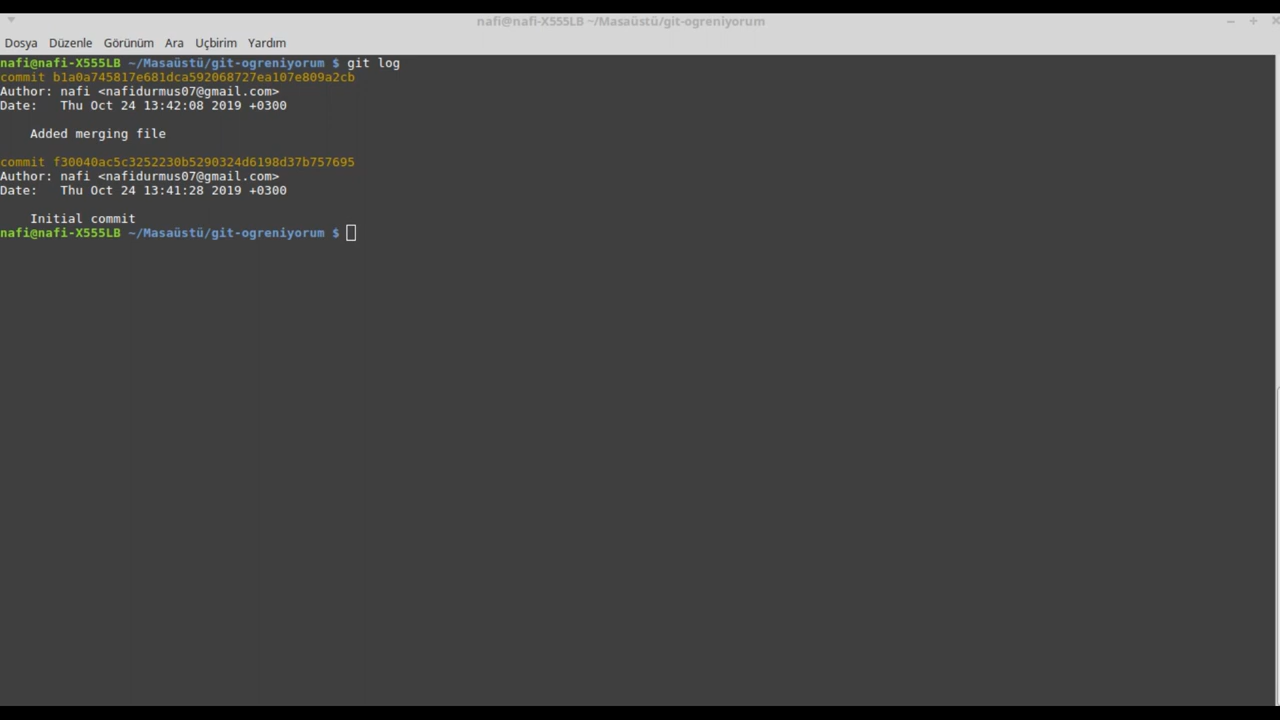 nafi@nafi-X555LB ~/Masaüstü/git-ogreniyorum
Dosya Düzenle Görünüm Ara Uçbirim Yardım
nafi@nafi-X555LB ~/Masaüstü/git-ogreniyorum $ git log
commit b1a0a745817e681dca592068727ea107e809a2cb
Author: nafi <nafidurmus07@gmail.com>
Date:   Thu Oct 24 13:42:08 2019 +0300
Added merging file
commit f30040ac5c3252230b5290324d6198d37b757695
Author: nafi <nafidurmus07@gmail.com>
Date:   Thu Oct 24 13:41:28 2019 +0300
Initial commit
nafi@nafi-X555LB ~/Masaüstü/git-ogreniyorum $